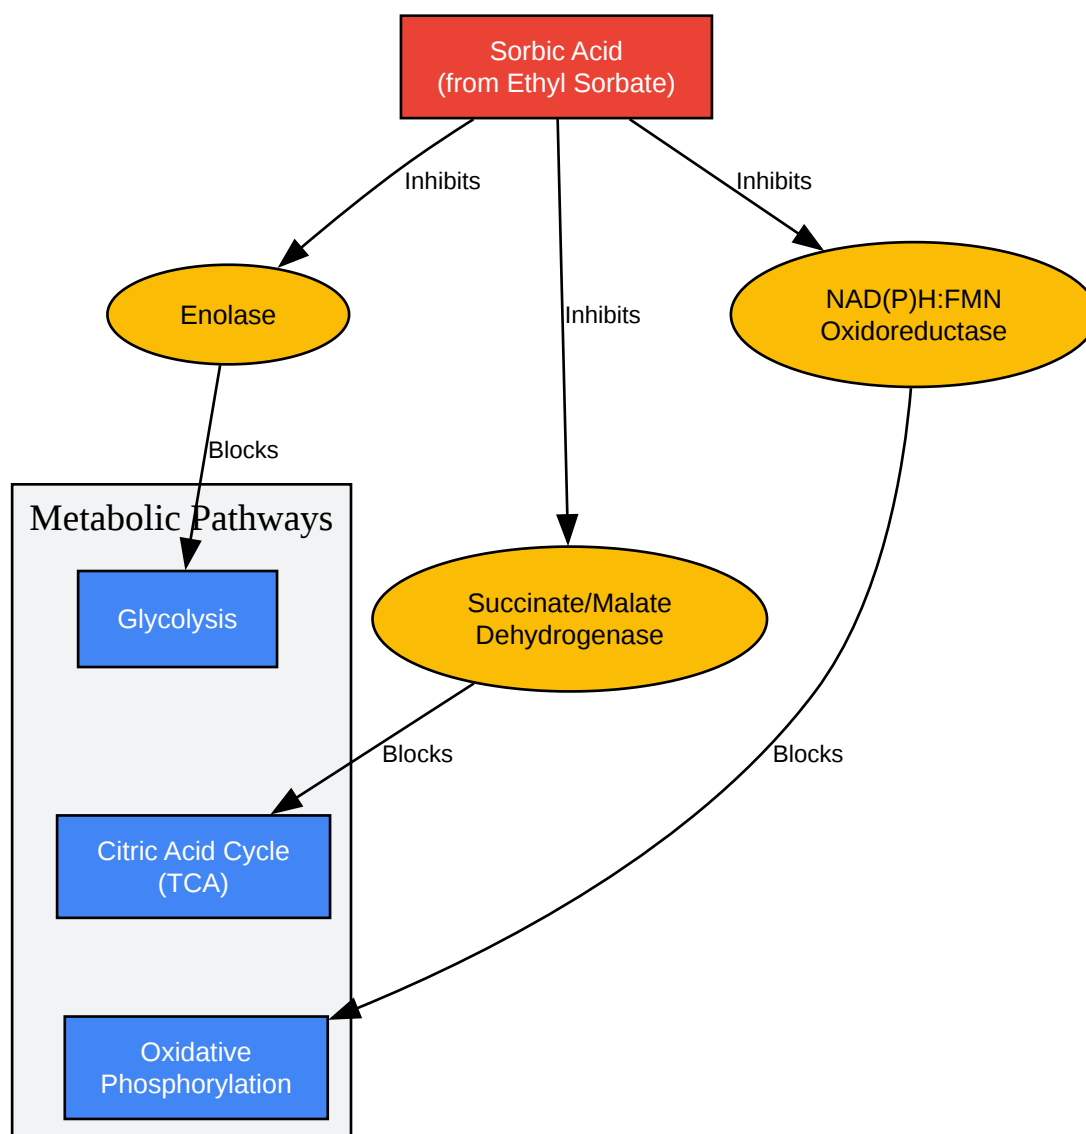 Sorbic Acid
(from Ethyl Sorbate)
Inhibits
Inhibits
Enolase
NAD(P)H:FMN
Oxidoreductase
Inhibits
Blocks
Metabolic Pathways
Glycolysis
Succinate/Malate
Dehydrogenase
Blocks
Blocks
Citric Acid Cycle
(TCA)
Oxidative
Phosphorylation